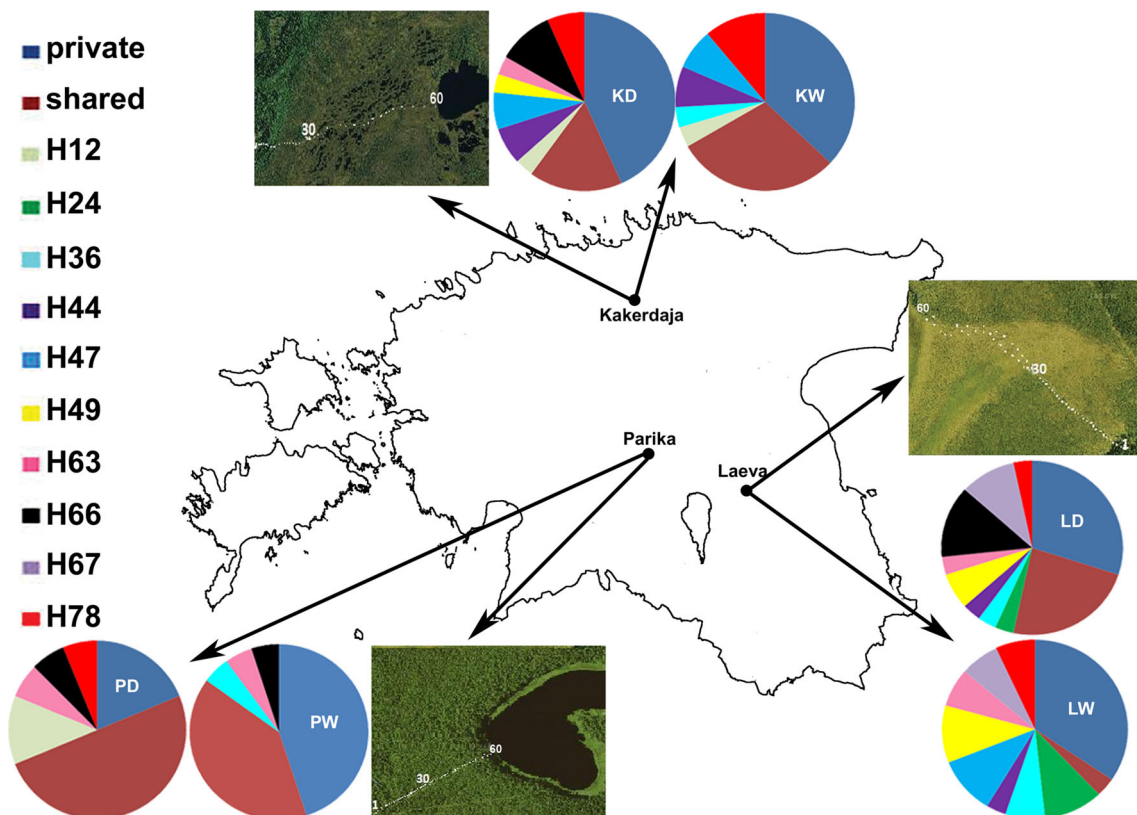 private
shared
H12
H24
H36
H44
H47
H49
H63
H66
H67
H78
30
60
KD
KW
Kakerdaja
60
30
1
Parika
Laeva
LD
LW
PD
PW
1
30
60